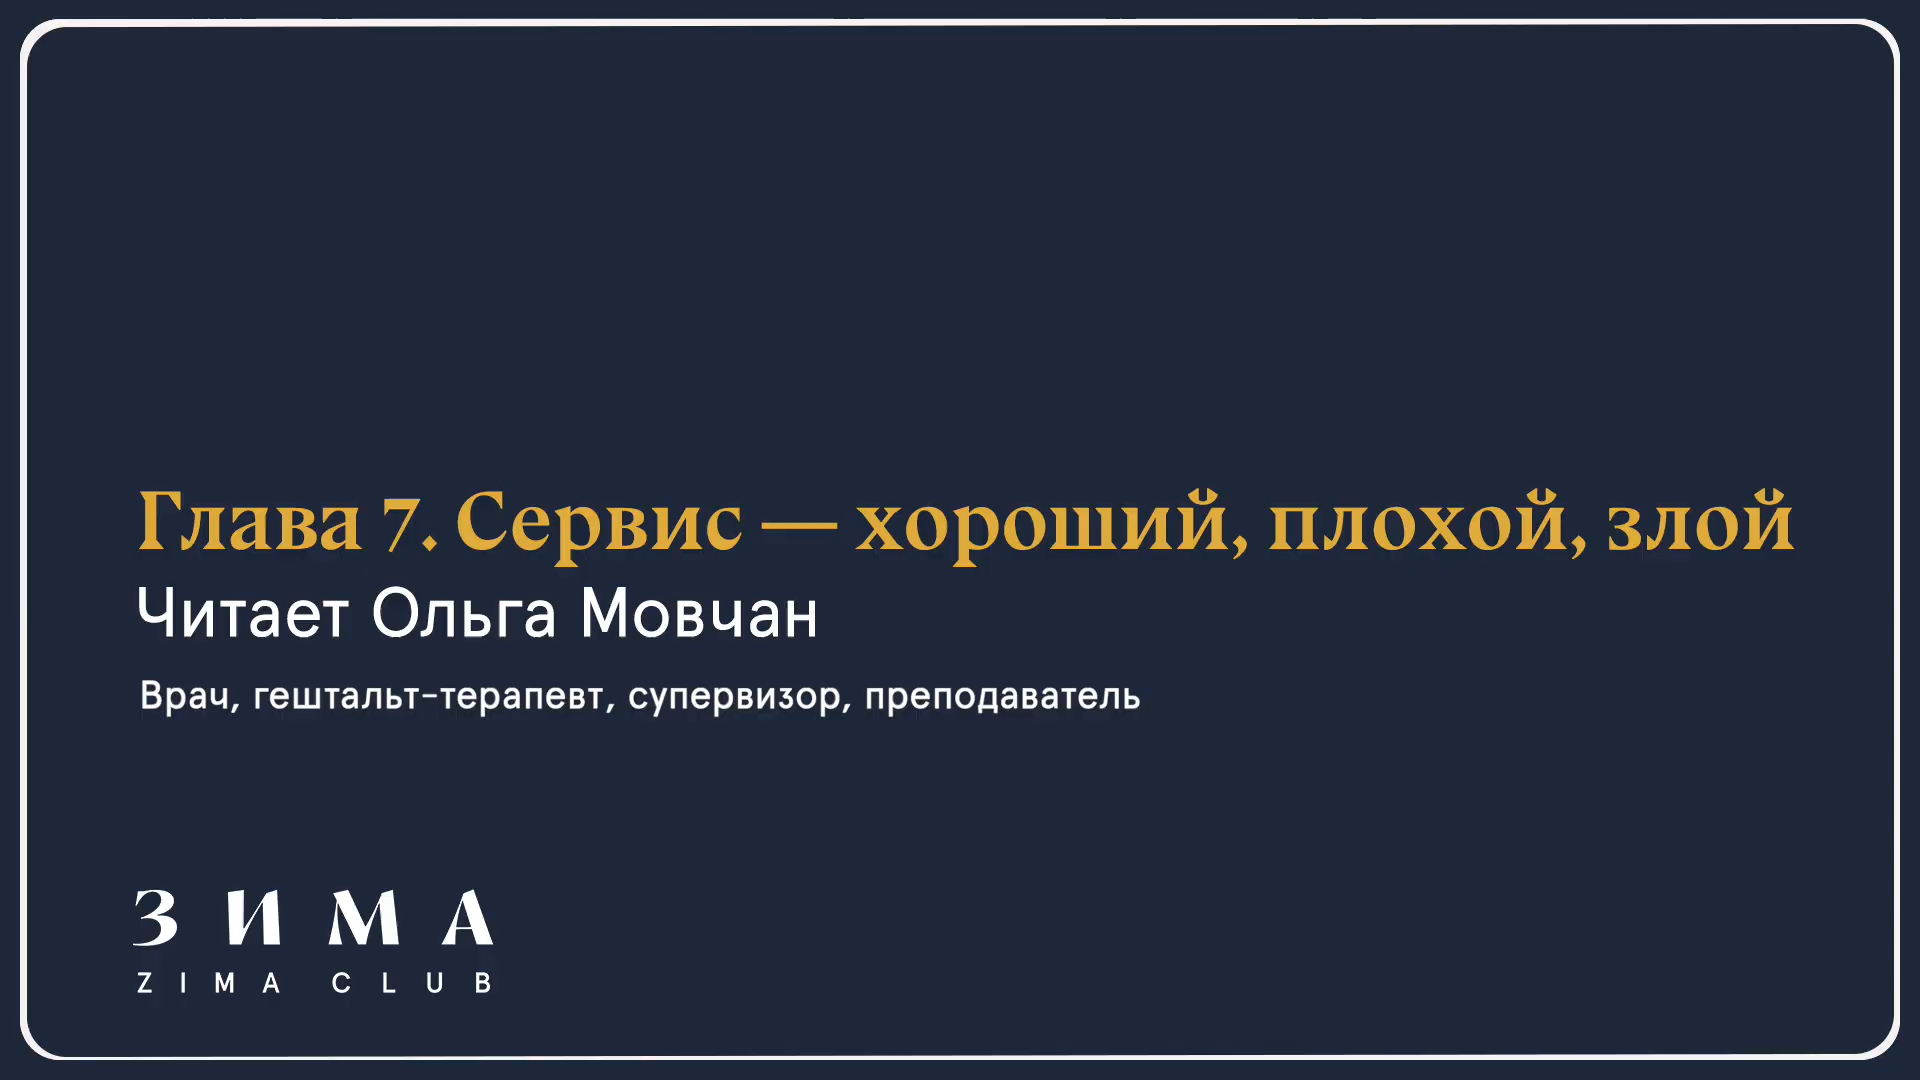 Глава 7. Сервис — хороший, плохой, злой
Читает Ольга Мовчан
Врач, гештальт-терапевт, супервизор, преподаватель
ЗИМА
ZIMA CLUB